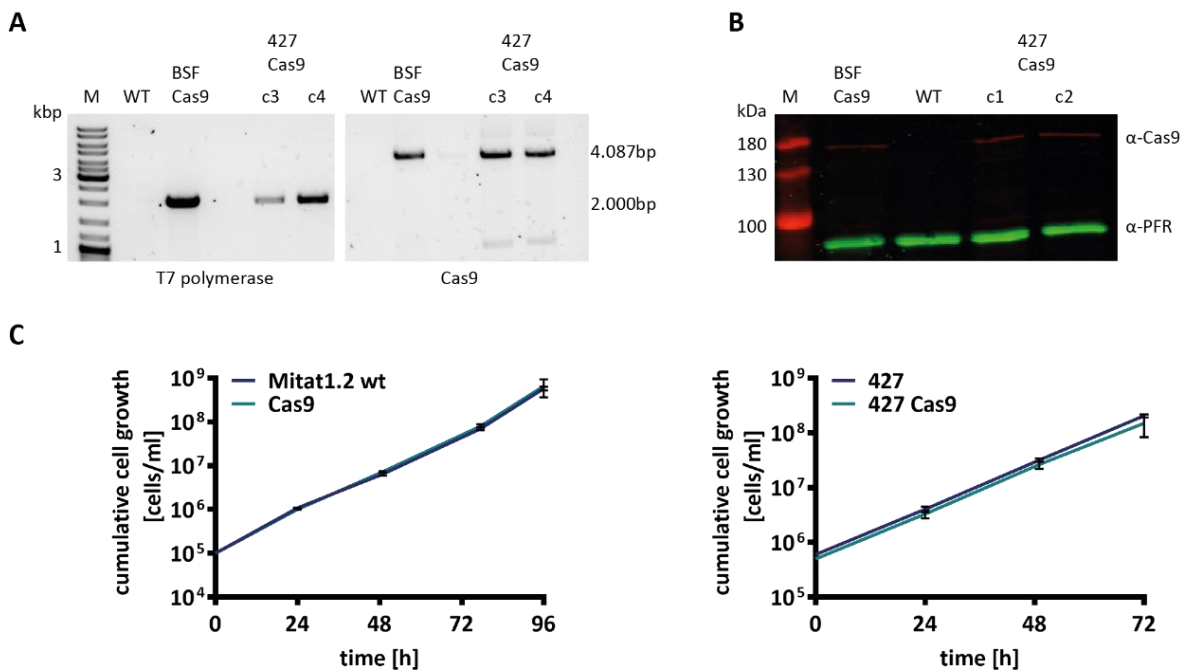 A
427
Cas9
BSF
Cas9
M
WT
c3
c4
kbp
3
1
T7 polymerase
427
Cas9
BSF
WT Cas9
c3
c4
4.087bp
2.000bp
Cas9
B
427
Cas9
BSF
Cas9
M
WT
c1
c2
kDa
180
130
100
α-Cas9
α-PFR
C
Mitat1.2 wt
Cas9
cumulative cell growth
[cells/ml]
10⁹
10⁸
10⁷
10⁶
10⁵
10⁴
0
24
48
72
96
time [h]
427
427 Cas9
cumulative cell growth
[cells/ml]
10⁹
10⁸
10⁷
10⁶
10⁵
0
24
48
72
time [h]